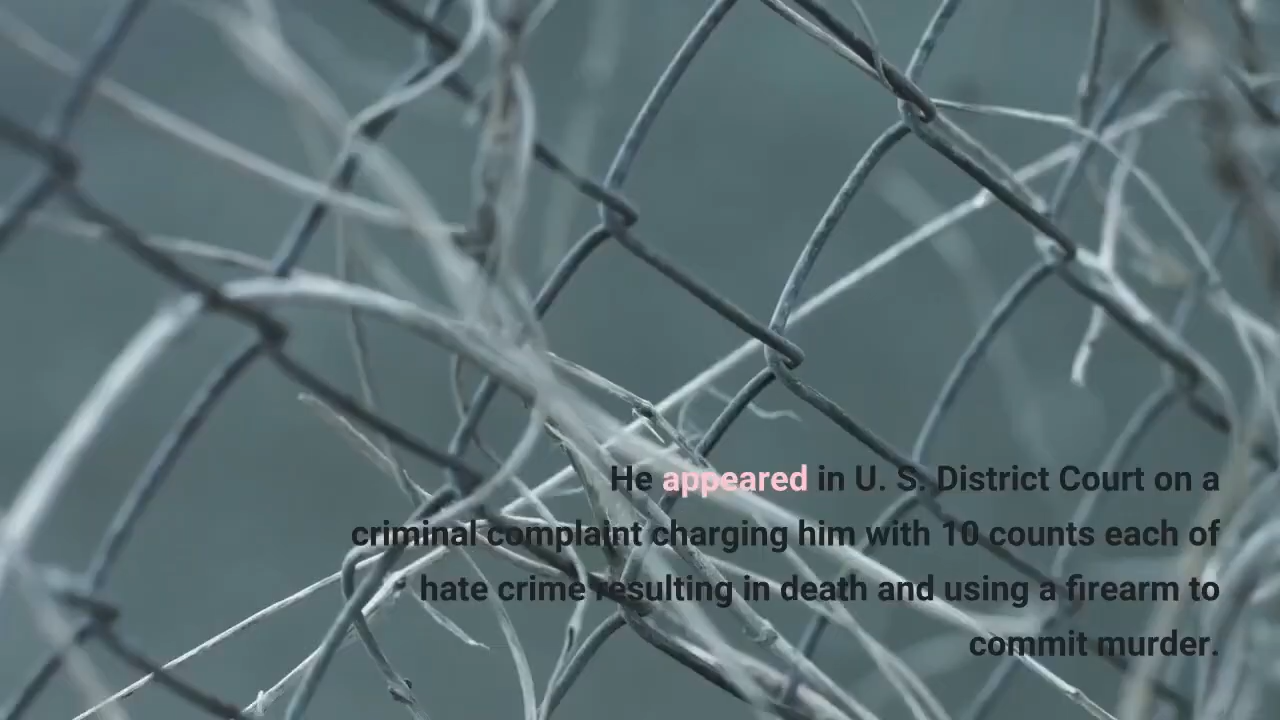 He appeared in U. S. District Court on a
criminal complaint charging him with 10 counts each of
hate crime resulting in death and using a firearm to
commit murder.